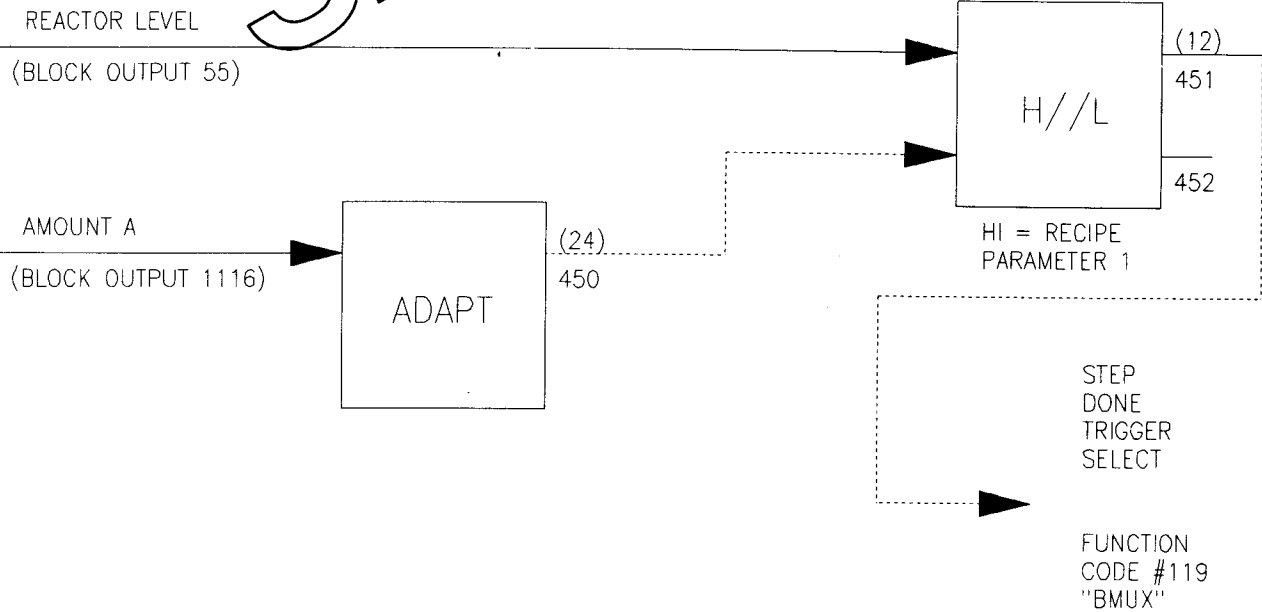 REACTOR LEVEL
(BLOCK OUTPUT 55)
H//L
(12)
451
452
HI = RECIPE
PARAMETER 1
AMOUNT A
(BLOCK OUTPUT 1116)
ADAPT
(24)
450
STEP
DONE
TRIGGER
SELECT
FUNCTION
CODE #119
"BMUX"